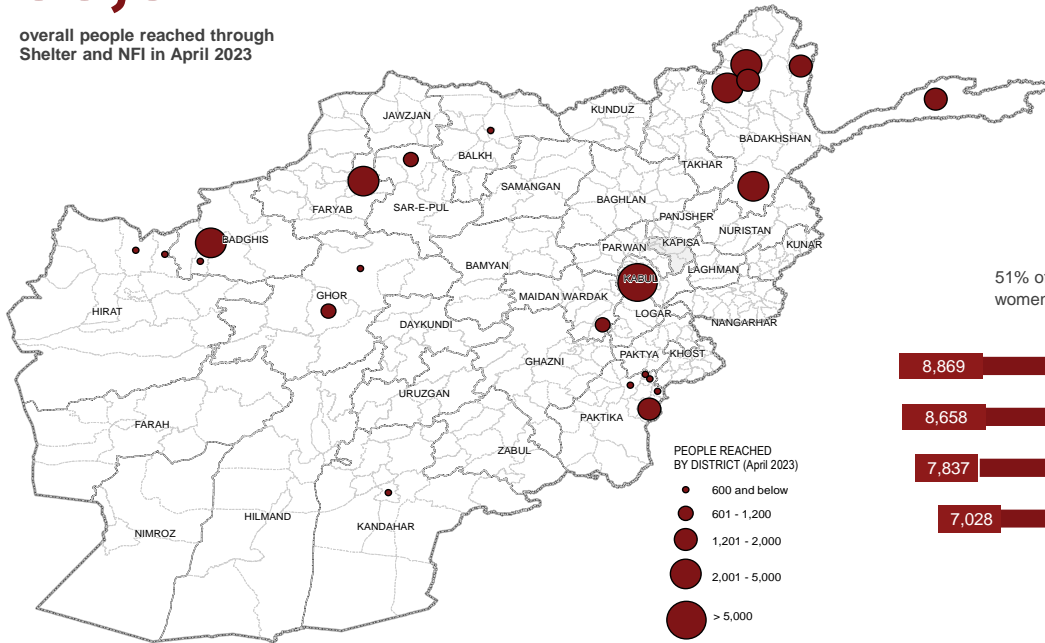 overall people reached through
Shelter and NFI in April 2023
JAWZJAN
KUNDUZ
BALKH
BADAKHSHAN
TAKHAR
SAMANGAN
FARYAB
SAR-E-PUL
BAGHLAN
PANJSHER
NURISTAN
BADGHIS
PARWAN
KAPISA
KUNAR
BAMYAN
LAGHMAN
KABUL
51% o
women
GHOR
MAIDAN WARDAK
HIRAT
LOGAR
DAYKUNDI
NANGARHAR
GHAZNI
PAKTYA
KHOST
8,869
URUZGAN
FARAH
PAKTIKA
8,658
ZABUL
PEOPLE REACHED
BY DISTRICT (April 2023)
7,837
600 and below
HILMAND
601 - 1,200
7,028
KANDAHAR
NIMROZ
1,201 - 2,000
2,001 - 5,000
> 5,000